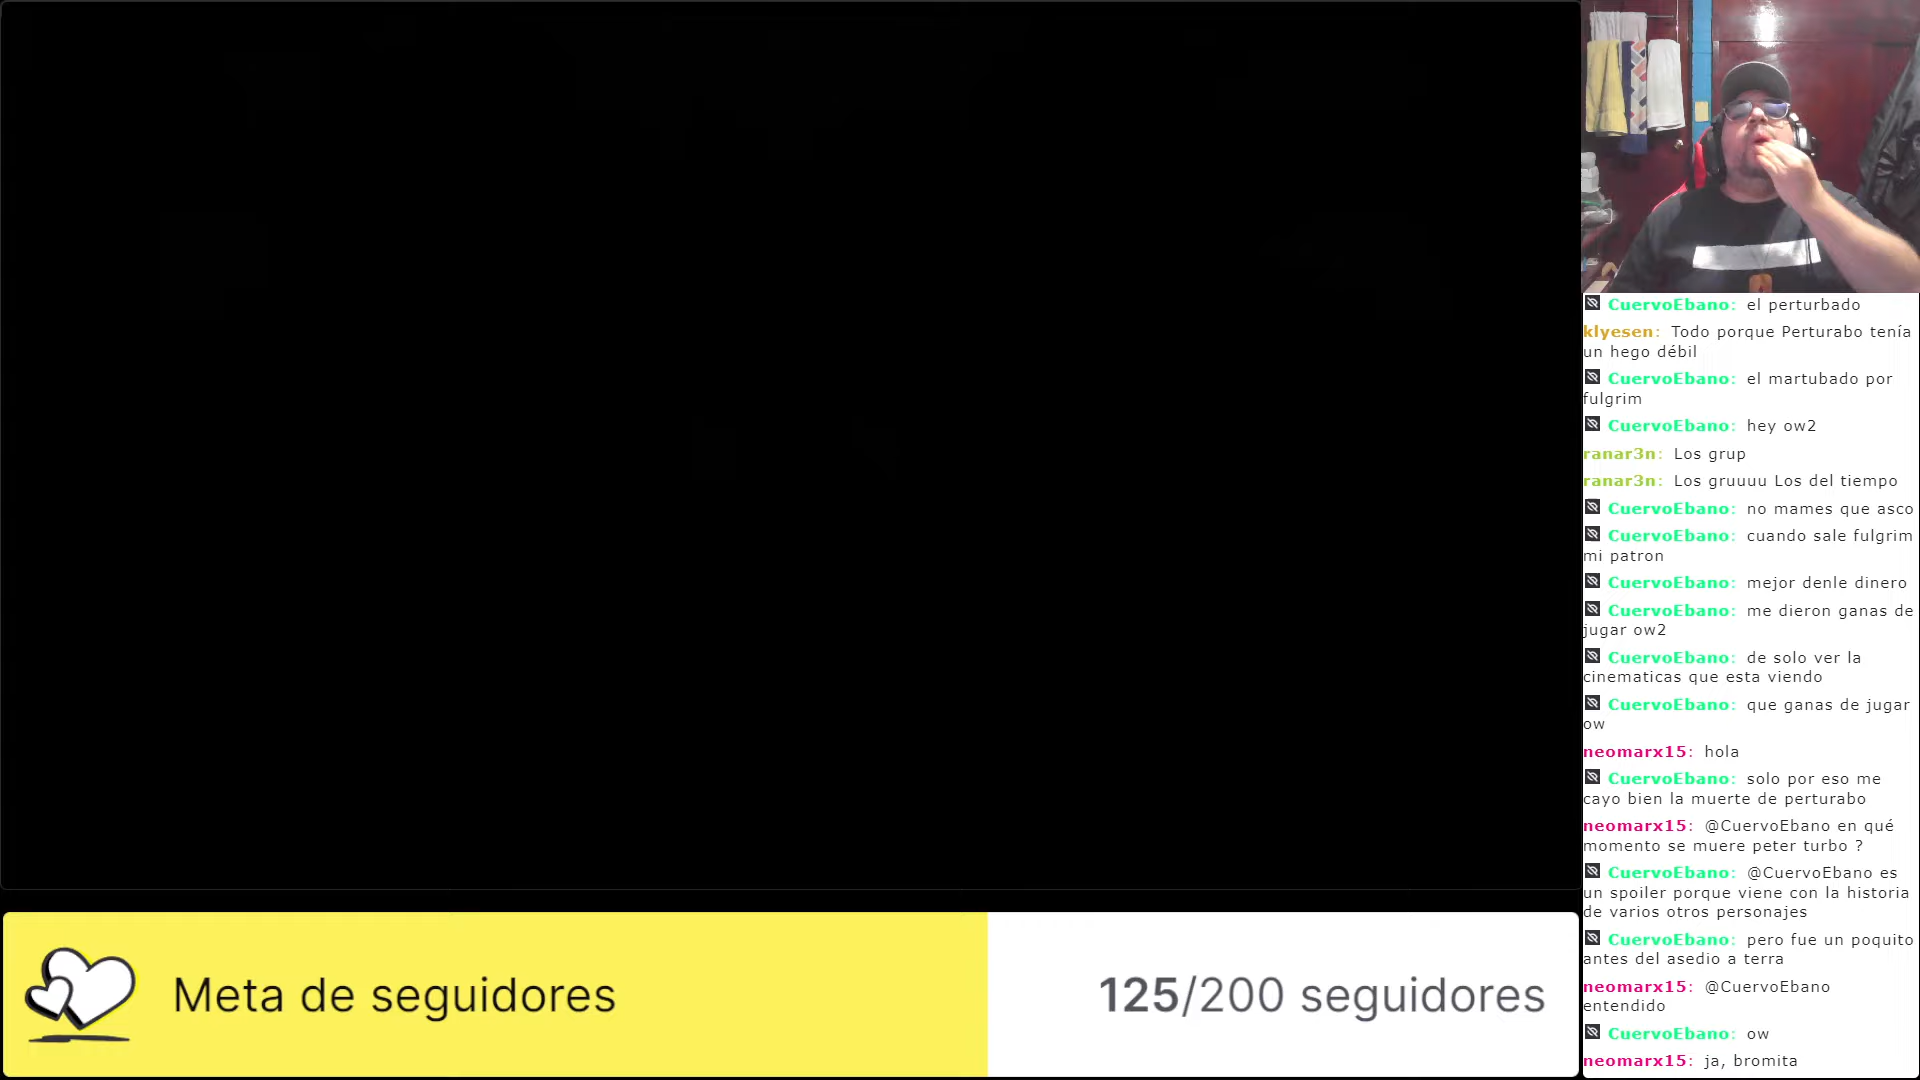 CuervoEbano: el perturbado
klyesen: Todo porque Perturabo tenía
un hego débil
CuervoEbano: el martubado por
fulgrim
CuervoEbano: hey ow2
ranar3n: Los grup
ranar3n: Los gruuuu Los del tiempo
CuervoEbano: no mames que asco
CuervoEbano: cuando sale fulgrim
mi patron
CuervoEbano: mejor denle dinero
CuervoEbano: me dieron ganas de
jugar ow2
CuervoEbano: de solo ver la
cinematicas que esta viendo
CuervoEbano: que ganas de jugar
ow
neomarx15: hola
CuervoEbano: solo por eso me
cayo bien la muerte de perturabo
neomarx15: @CuervoEbano en qué
momento se muere peter turbo ?
CuervoEbano: @CuervoEbano es
un spoiler porque viene con la historia
de varios otros personajes
CuervoEbano: pero fue un poquito
antes del asedio a terra
neomarx15: @CuervoEbano
entendido
CuervoEbano: ow
neomarx15: ja, bromita
Meta de seguidores
125/200 seguidores